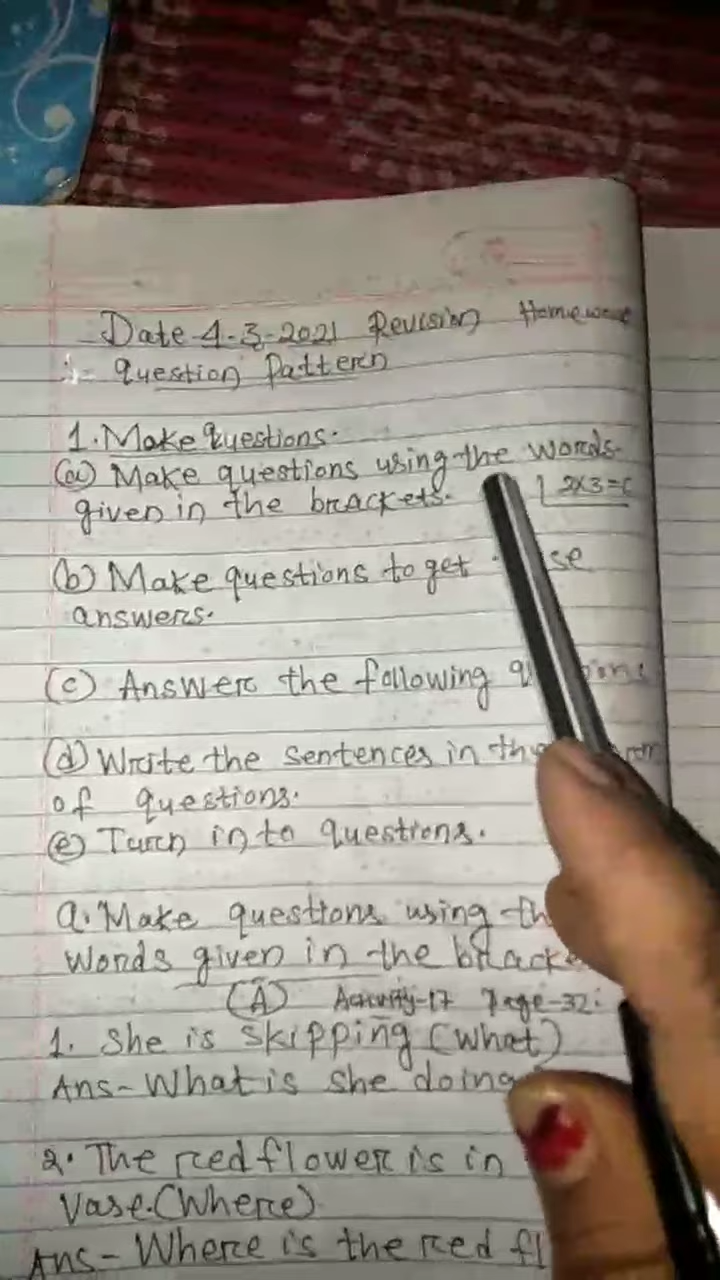 Date-4-3-2021 Revision Homework
:- Question Pattern
1. Make Questions.
(a) Make questions using the words
given in the brackets. 1 2x3=6
(b) Make questions to get
answers.
(c) Answer the following
(d) Write the sentences in
of questions.
(e) Turn in to questions.
a. Make questions using
words given in the
(A) Activity-17 Page-32.
1. She is skipping (What)
Ans- What is she doing
2. The red flower is in
vase. (Where)
Ans- Where is the red